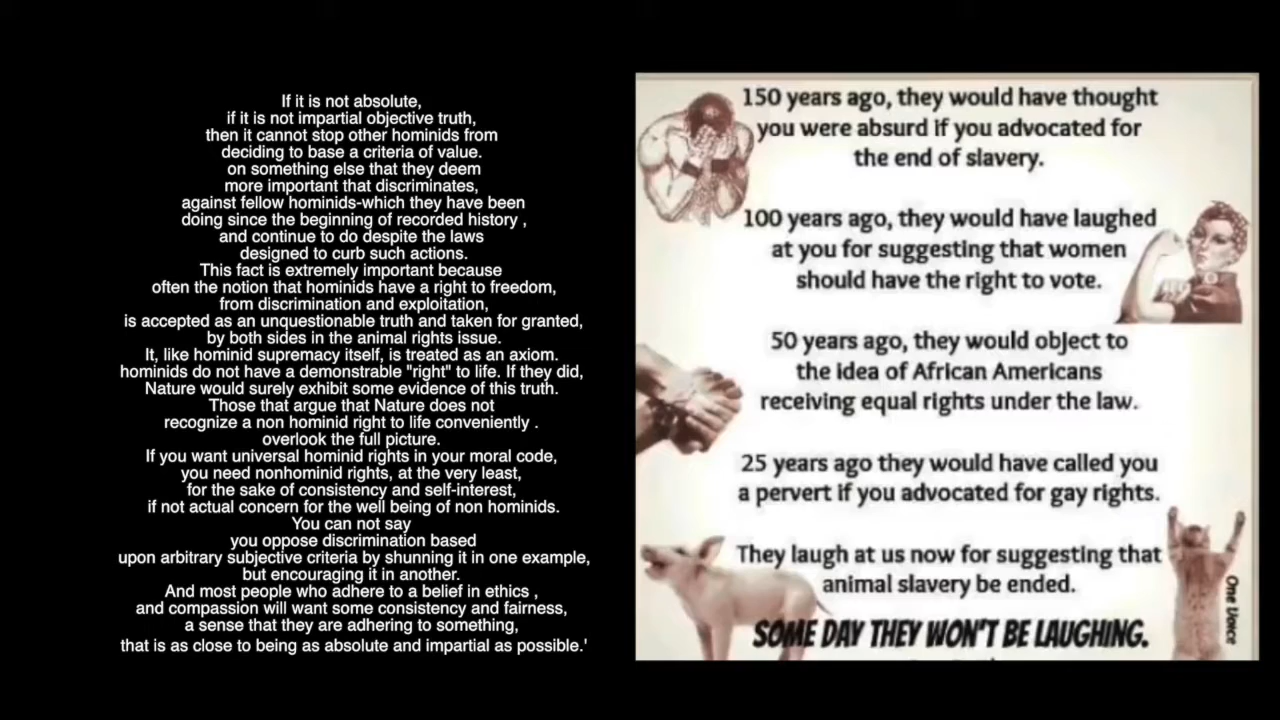 If it is not absolute,
if it is not impartial objective truth,
then it cannot stop other hominids from
deciding to base a criteria of value.
on something else that they deem
more important that discriminates,
against fellow hominids-which they have been
doing since the beginning of recorded history ,
and continue to do despite the laws
designed to curb such actions.
This fact is extremely important because
often the notion that hominids have a right to freedom,
from discrimination and exploitation,
is accepted as an unquestionable truth and taken for granted,
by both sides in the animal rights issue.
It, like hominid supremacy itself, is treated as an axiom.
hominids do not have a demonstrable "right" to life. If they did,
Nature would surely exhibit some evidence of this truth.
Those that argue that Nature does not
recognize a non hominid right to life conveniently .
overlook the full picture.
If you want universal hominid rights in your moral code,
you need nonhominid rights, at the very least,
for the sake of consistency and self-interest,
if not actual concern for the well being of non hominids.
You can not say
you oppose discrimination based
upon arbitrary subjective criteria by shunning it in one example,
but encouraging it in another.
And most people who adhere to a belief in ethics ,
and compassion will want some consistency and fairness,
a sense that they are adhering to something,
that is as close to being as absolute and impartial as possible.'
150 years ago, they would have thought
you were absurd if you advocated for
the end of slavery.
100 years ago, they would have laughed
at you for suggesting that women
should have the right to vote.
50 years ago, they would object to
the idea of African Americans
receiving equal rights under the law.
25 years ago they would have called you
a pervert if you advocated for gay rights.
They laugh at us now for suggesting that
animal slavery be ended.
SOME DAY THEY WON'T BE LAUGHING.
One Voice